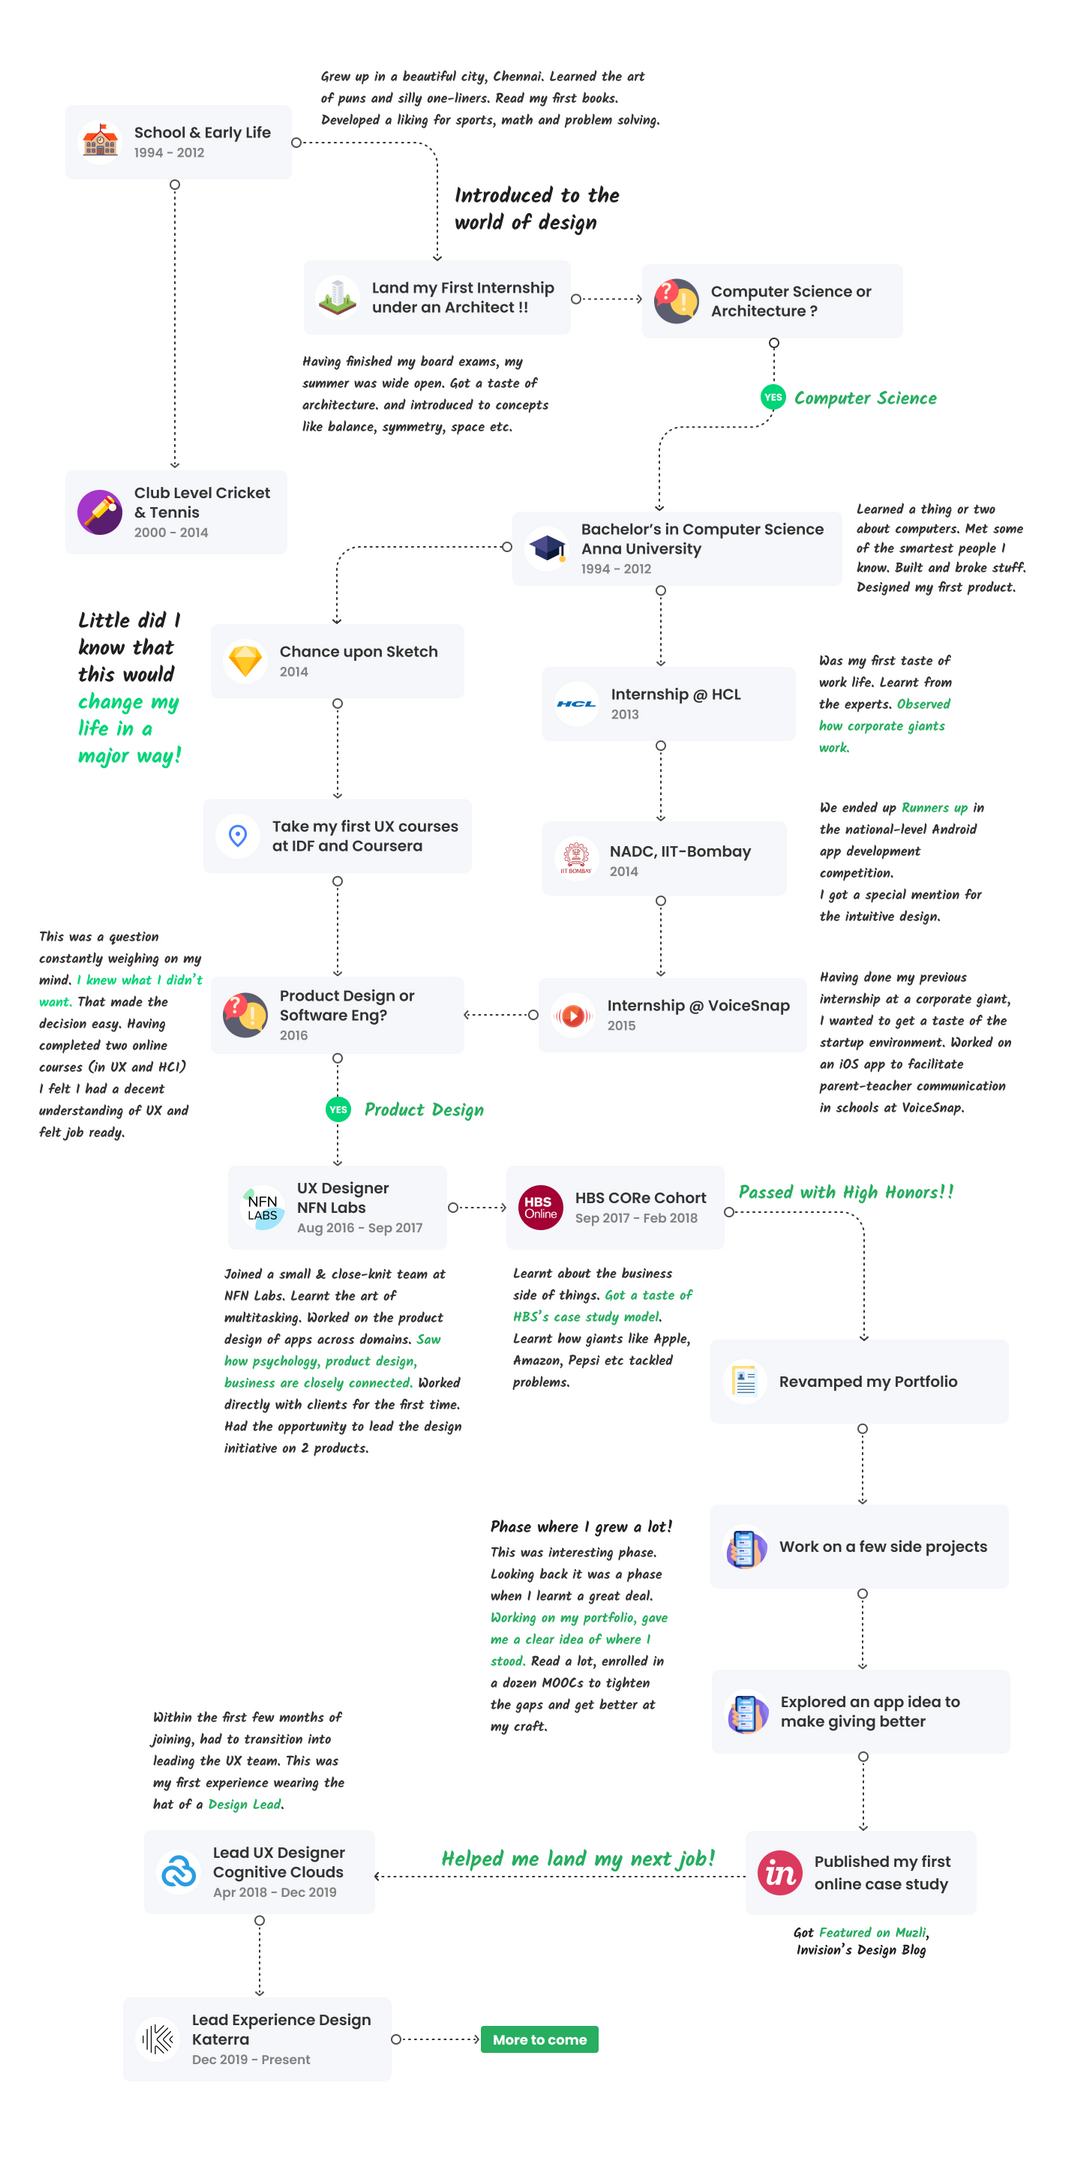 Grew up in a beautiful city, Chennai. Learned the art
of puns and silly one-liners. Read my first books.
Developed a liking for sports, math and problem solving.
School & Early Life
1994 - 2012
Introduced to the
world of design
Land my First Internship
under an Architect !!
Computer Science or
Architecture ?
Having finished my board exams, my
summer was wide open. Got a taste of
architecture. and introduced to concepts
like balance, symmetry, space etc.
YES
Computer Science
Club Level Cricket
& Tennis
2000 - 2014
Bachelor's in Computer Science
Anna University
1994 - 2012
Learned a thing or two
about computers. Met some
of the smartest people I
know. Built and broke stuff.
Designed my first product.
Little did I
know that
this would
change my
life in a
major way!
Chance upon Sketch
2014
HCL
Internship @ HCL
2013
Was my first taste of
work life. Learnt from
the experts. Observed
how corporate giants
work.
Take my first UX courses
at IDF and Coursera
IIT BOMBAY
NADC, IIT-Bombay
2014
We ended up Runners up in
the national-level Android
app development
competition.
I got a special mention for
the intuitive design.
This was a question
constantly weighing on my
mind. I knew what I didn't
want. That made the
decision easy. Having
completed two online
courses (in UX and HCI)
I felt I had a decent
understanding of UX and
felt job ready.
?
!
Product Design or
Software Eng?
2016
Internship @ VoiceSnap
2015
Having done my previous
internship at a corporate giant,
I wanted to get a taste of the
startup environment. Worked on
an iOS app to facilitate
parent-teacher communication
in schools at VoiceSnap.
YES
Product Design
NFN
LABS
UX Designer
NFN Labs
Aug 2016 - Sep 2017
HBS
Online
HBS CORe Cohort
Sep 2017 - Feb 2018
Passed with High Honors!!
Joined a small & close-knit team at
NFN Labs. Learnt the art of
multitasking. Worked on the product
design of apps across domains. Saw
how psychology, product design,
business are closely connected. Worked
directly with clients for the first time.
Had the opportunity to lead the design
initiative on 2 products.
Learnt about the business
side of things. Got a taste of
HBS's case study model.
Learnt how giants like Apple,
Amazon, Pepsi etc tackled
problems.
Revamped my Portfolio
Work on a few side projects
Phase where I grew a lot!
This was interesting phase.
Looking back it was a phase
when I learnt a great deal.
Working on my portfolio, gave
me a clear idea of where I
stood. Read a lot, enrolled in
a dozen MOOCs to tighten
the gaps and get better at
my craft.
Explored an app idea to
make giving better
Within the first few months of
joining, had to transition into
leading the UX team. This was
my first experience wearing the
hat of a Design Lead.
Lead UX Designer
Cognitive Clouds
Apr 2018 - Dec 2019
Helped me land my next job!
in
Published my first
online case study
Got Featured on Muzli,
Invision's Design Blog
Lead Experience Design
Katerra
Dec 2019 - Present
More to come